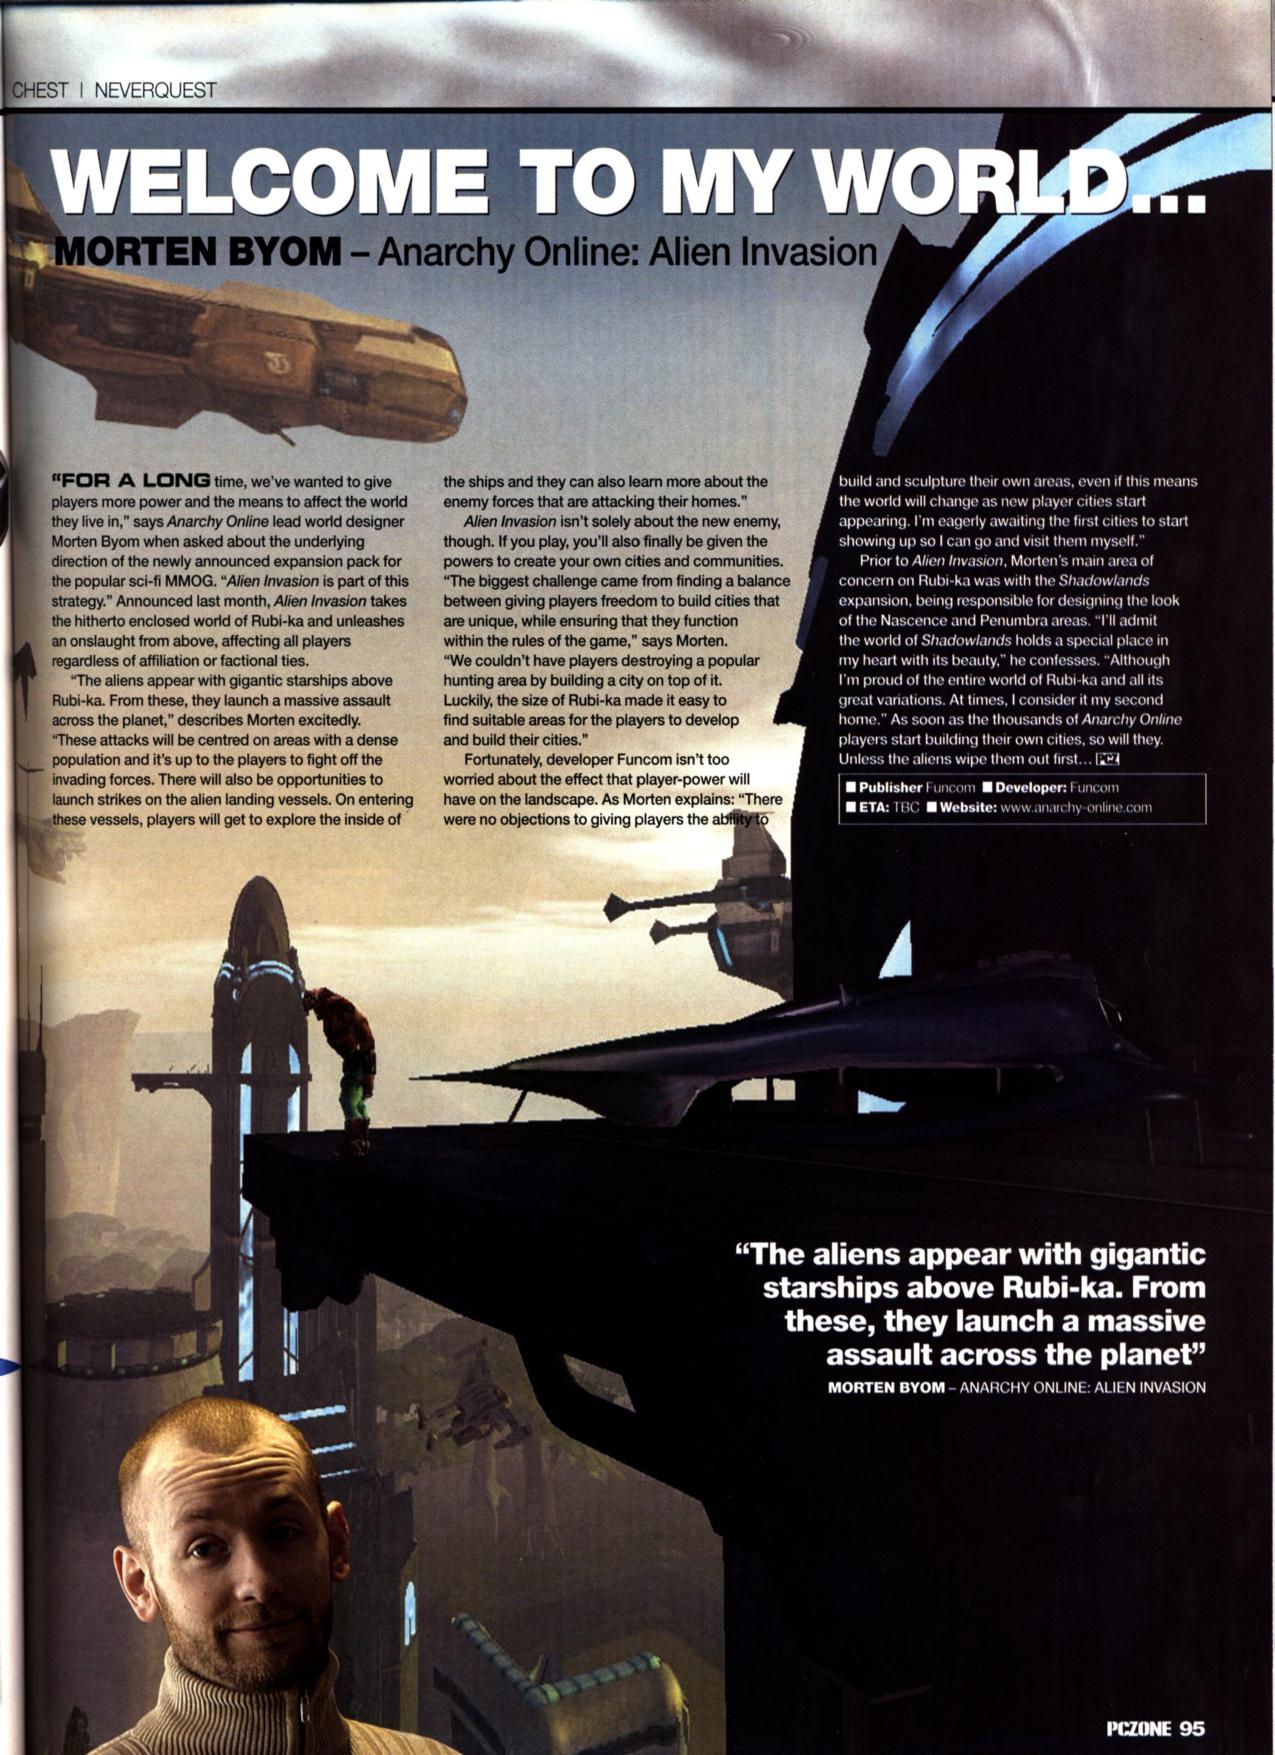 CHEST | NEVERQUEST
WELCOME TO MY WORLD...
MORTEN BYOM – Anarchy Online: Alien Invasion
“FOR A LONG time, we’ve wanted to give
players more power and the means to affect the world
they live in,” says Anarchy Online lead world designer
Morten Byom when asked about the underlying
direction of the newly announced expansion pack for
the popular sci-fi MMOG. “Alien Invasion is part of this
strategy.” Announced last month, Alien Invasion takes
the hitherto enclosed world of Rubi-ka and unleashes
an onslaught from above, affecting all players
regardless of affiliation or factional ties.
“The aliens appear with gigantic starships above
Rubi-ka. From these, they launch a massive assault
across the planet,” describes Morten excitedly.
“These attacks will be centred on areas with a dense
population and it’s up to the players to fight off the
invading forces. There will also be opportunities to
launch strikes on the alien landing vessels. On entering
these vessels, players will get to explore the inside of
the ships and they can also learn more about the
enemy forces that are attacking their homes.”
Alien Invasion isn’t solely about the new enemy,
though. If you play, you’ll also finally be given the
powers to create your own cities and communities.
“The biggest challenge came from finding a balance
between giving players freedom to build cities that
are unique, while ensuring that they function
within the rules of the game,” says Morten.
“We couldn’t have players destroying a popular
hunting area by building a city on top of it.
Luckily, the size of Rubi-ka made it easy to
find suitable areas for the players to develop
and build their cities.”
Fortunately, developer Funcom isn’t too
worried about the effect that player-power will
have on the landscape. As Morten explains: “There
were no objections to giving players the ability to
build and sculpture their own areas, even if this means
the world will change as new player cities start
appearing. I’m eagerly awaiting the first cities to start
showing up so I can go and visit them myself.”
Prior to Alien Invasion, Morten’s main area of
concern on Rubi-ka was with the Shadowlands
expansion, being responsible for designing the look
of the Nascence and Penumbra areas. “I’ll admit
the world of Shadowlands holds a special place in
my heart with its beauty,” he confesses. “Although
I’m proud of the entire world of Rubi-ka and all its
great variations. At times, I consider it my second
home.” As soon as the thousands of Anarchy Online
players start building their own cities, so will they.
Unless the aliens wipe them out first... PCZ
■ Publisher Funcom ■ Developer: Funcom
■ ETA: TBC ■ Website: www.anarchy-online.com
“The aliens appear with gigantic
starships above Rubi-ka. From
these, they launch a massive
assault across the planet”
MORTEN BYOM – ANARCHY ONLINE: ALIEN INVASION
PCZONE 95